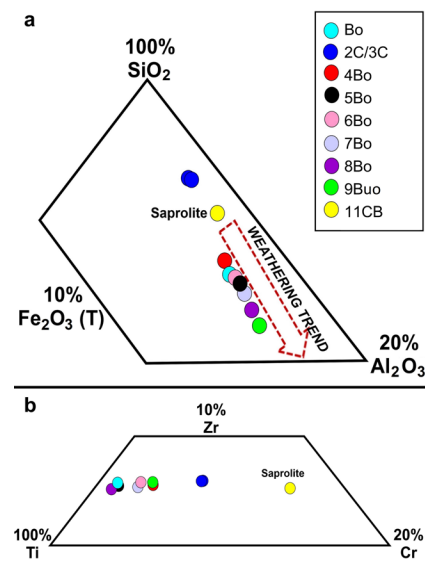 a
100%
SiO₂
Bo
2C/3C
4Bo
5Bo
6Bo
7Bo
8Bo
9Buo
11CB
Saprolite
WEATHERING TREND
10%
Fe₂O₃ (T)
20%
Al₂O₃
b
10%
Zr
Saprolite
100%
Ti
20%
Cr